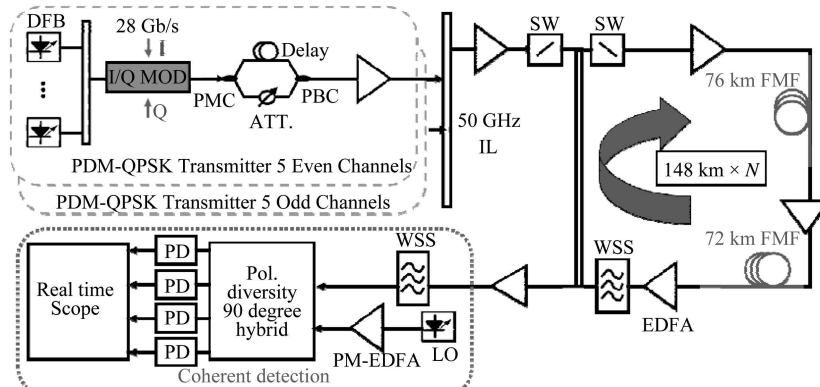 DFB
28 Gb/s
I
I/Q MOD
Q
Delay
PMC
PBC
ATT.
PDM-QPSK Transmitter 5 Even Channels
PDM-QPSK Transmitter 5 Odd Channels
50 GHz
IL
SW
SW
76 km FMF
148 km × N
72 km FMF
WSS
EDFA
WSS
PD
PD
PD
PD
Real time
Scope
Pol.
diversity
90 degree
hybrid
PM-EDFA
LO
Coherent detection